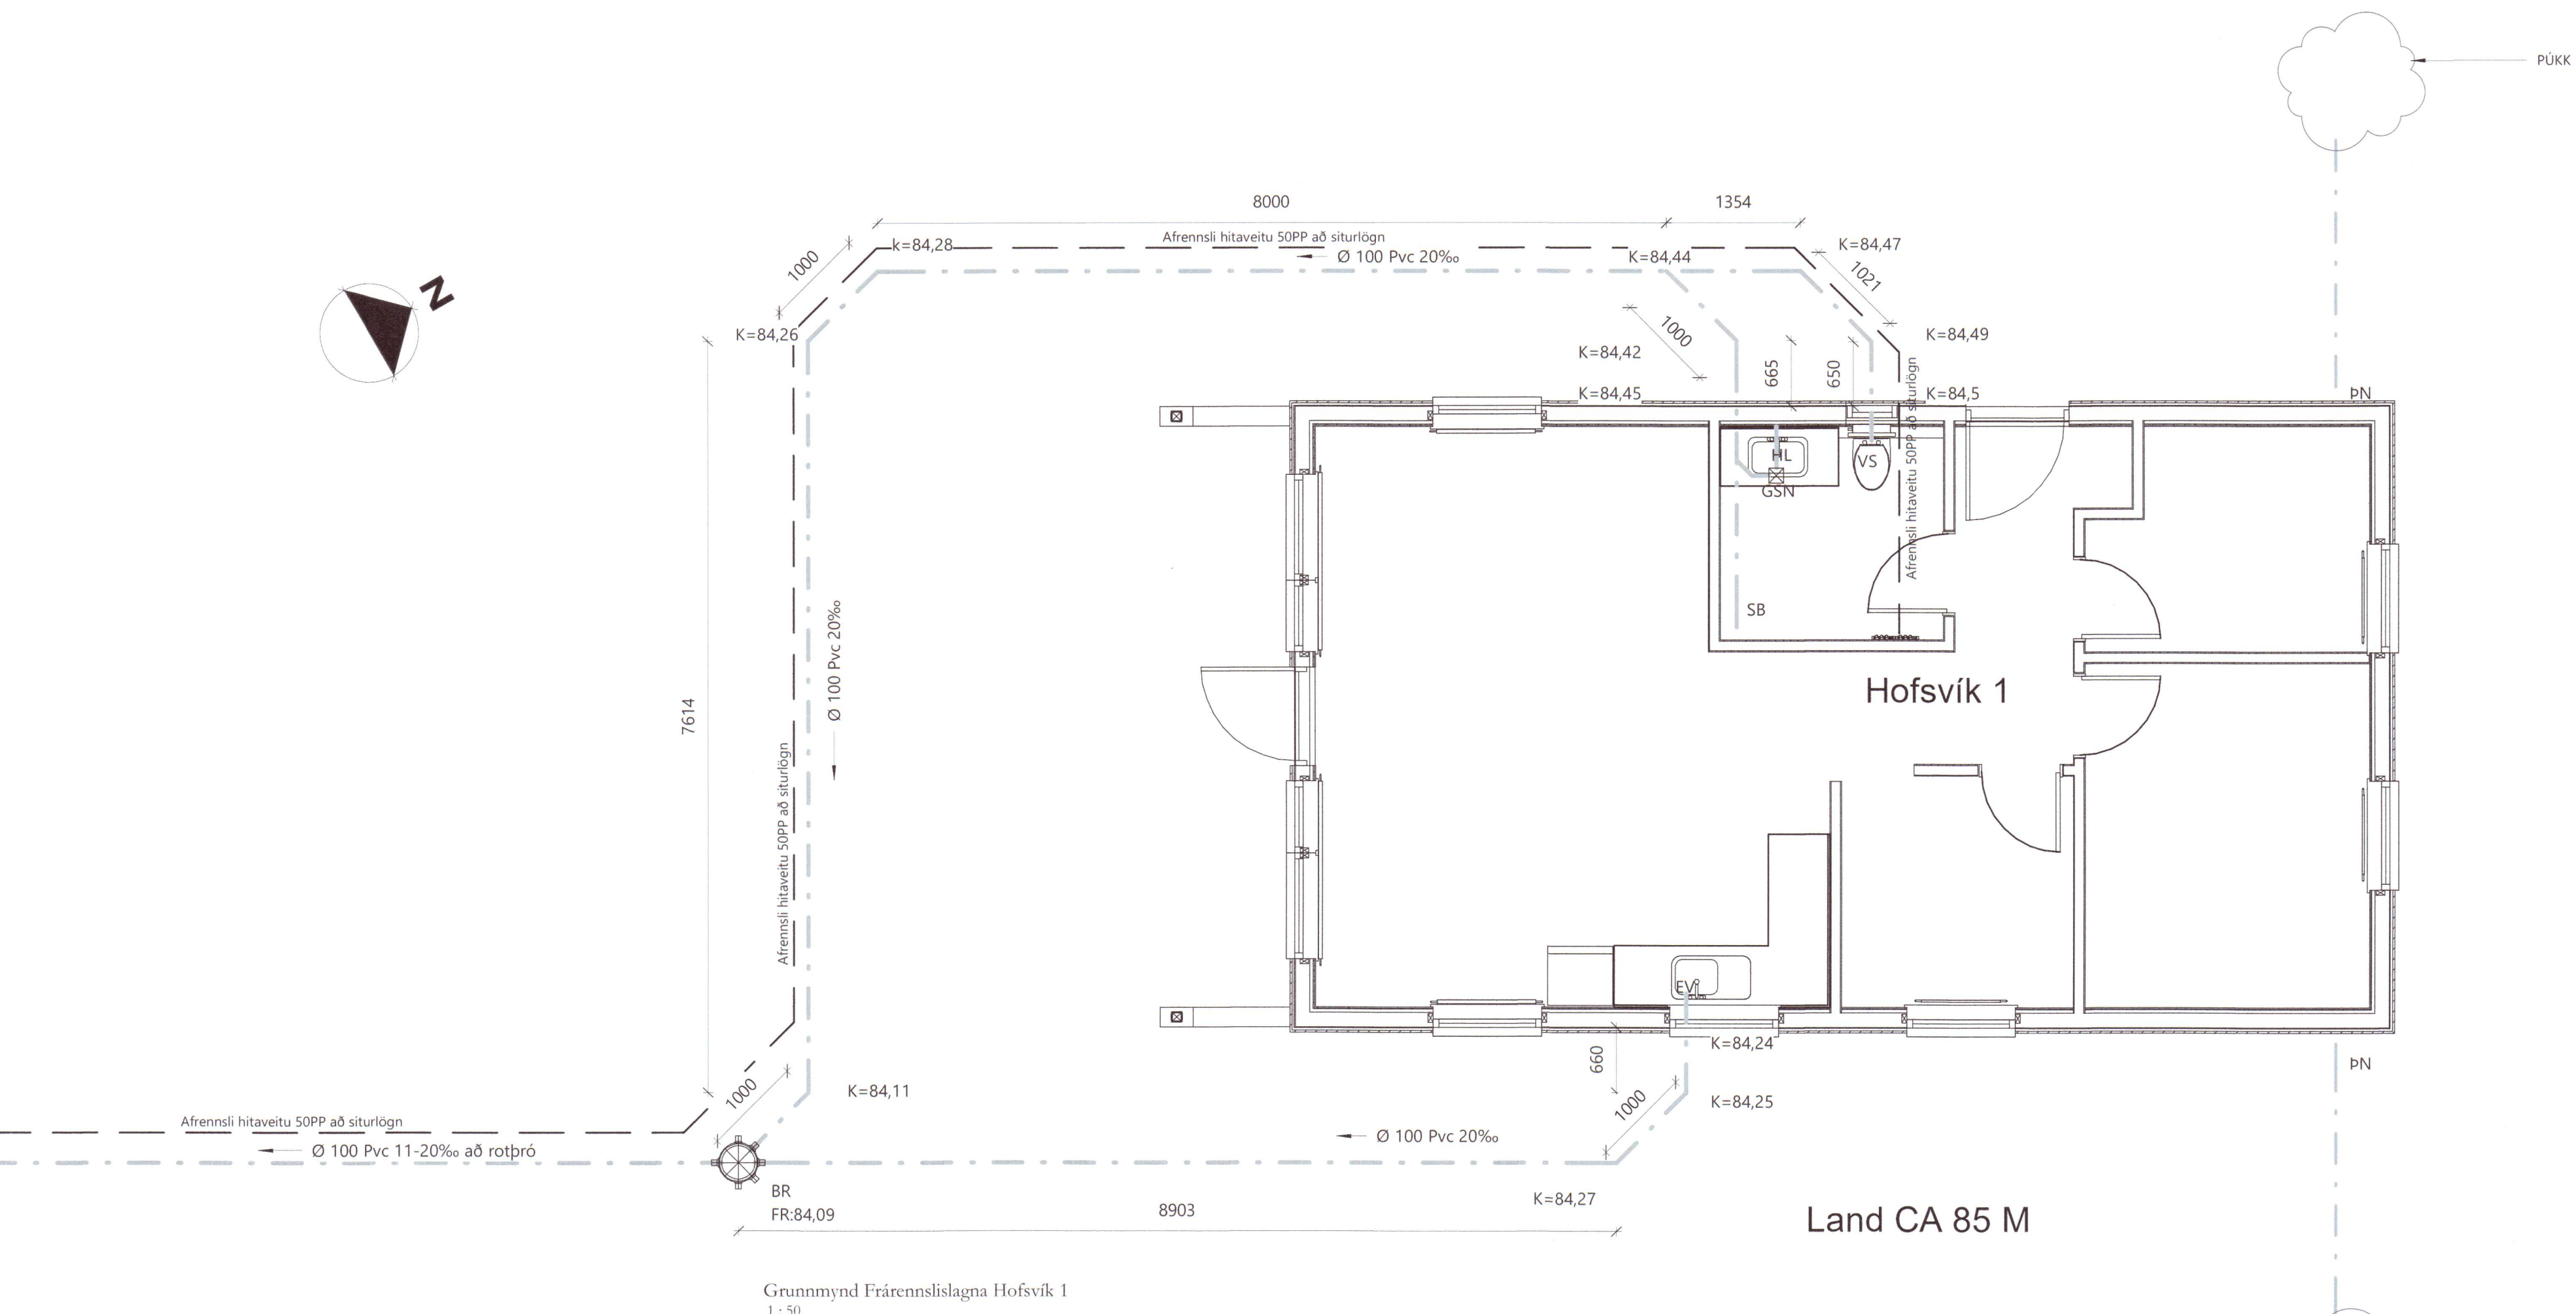 PÚKK
8000
1354
Afrennsli hitaveitu 50PP að siturlögn
k=84,28
K=84,47
Ø 100 Pvc 20‰
K=84,44
1000
1021
N
K=84,26
K=84,49
1000
K=84,42
665
650
K=84,45
K=84,5
ÞN
Afrennsli hitaveitu 50PP að siturlögn
HL
VS
GSN
SB
Ø 100 Pvc 20‰
7614
Hofsvík 1
Afrennsli hitaveitu 50PP að siturlögn
EV
K=84,24
660
ÞN
1000
K=84,11
1000
K=84,25
Afrennsli hitaveitu 50PP að siturlögn
Ø 100 Pvc 11-20‰ að rotþró
Ø 100 Pvc 20‰
BR
FR:84,09
8903
K=84,27
Land CA 85 M
Grunnmynd Frárennslislagna Hofsvík 1
1 : 50